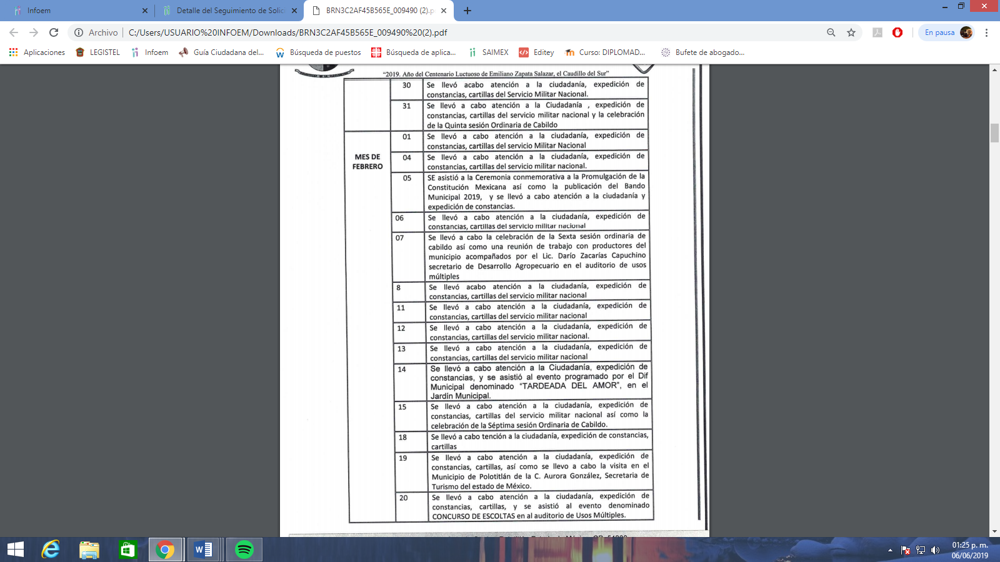 Infoem
Detalle del Seguimiento de Solici
BRN3C2AF45B565E_009490 (2).p
Archivo
C:/Users/USUARIO%20INFOEM/Downloads/BRN3C2AF45B565E_009490%20(2).pdf
En pausa
Aplicaciones
LEGISTEL
Infoem
Guía Ciudadana del...
Búsqueda de puestos
Búsqueda de aplica...
SAIMEX
Editey
Curso: DIPLOMAD...
Bufete de abogado...
“2019. Año del Centenario Luctuoso de Emiliano Zapata Salazar, el Caudillo del Sur”
30
Se llevó acabo atención a la ciudadanía, expedición de
constancias, cartillas del Servicio Militar Nacional.
31
Se llevó a cabo atención a la Ciudadanía , expedición de
constancias, cartillas del servicio militar nacional y la celebración
de la Quinta sesión Ordinaria de Cabildo
MES DE
FEBRERO
01
Se llevó a cabo atención a la ciudadanía, expedición de
constancias, cartillas del servicio Militar Nacional
04
Se llevó a cabo atención a la ciudadanía, expedición de
constancias, cartillas del servicio militar nacional.
05
SE asistió a la Ceremonia conmemorativa a la Promulgación de la
Constitución Mexicana así como la publicación del Bando
Municipal 2019, y se llevó a cabo atención a la ciudadanía y
expedición de constancias.
06
Se llevó a cabo atención a la ciudadanía, expedición de
constancias, cartillas del servicio militar nacional
07
Se llevó a cabo la celebración de la Sexta sesión ordinaria de
cabildo así como una reunión de trabajo con productores del
municipio acompañados por el Lic. Darío Zacarías Capuchino
secretario de Desarrollo Agropecuario en el auditorio de usos
múltiples
8
Se llevó acabo atención a la ciudadanía, expedición de
constancias, cartillas del servicio militar nacional
11
Se llevó a cabo atención a la ciudadanía, expedición de
constancias, cartillas del servicio militar nacional
12
Se llevó a cabo atención a la ciudadanía, expedición de
constancias, cartillas del servicio militar nacional.
13
Se llevó a cabo atención a la ciudadanía, expedición de
constancias, cartillas del servicio militar nacional
14
Se llevó a cabo atención a la Ciudadanía, expedición de
constancias, y se asistió al evento programado por el Dif
Municipal denominado “TARDEADA DEL AMOR”, en el
Jardín Municipal.
15
Se llevó a cabo atención a la ciudadanía, expedición de
constancias, cartillas del servicio militar nacional así como la
celebración de la Séptima sesión Ordinaria de Cabildo.
18
Se llevó a cabo tención a la ciudadanía, expedición de constancias,
cartillas
19
Se llevó a cabo atención a la ciudadanía, expedición de
constancias, cartillas, así como se llevo a cabo la visita en el
Municipio de Polotitlán de la C. Aurora González, Secretaria de
Turismo del estado de México.
20
Se llevó a cabo atención a la ciudadanía, expedición de
constancias, cartillas, y se asistió al evento denominado
CONCURSO DE ESCOLTAS en al auditorio de Usos Múltiples.
01:25 p. m.
06/06/2019